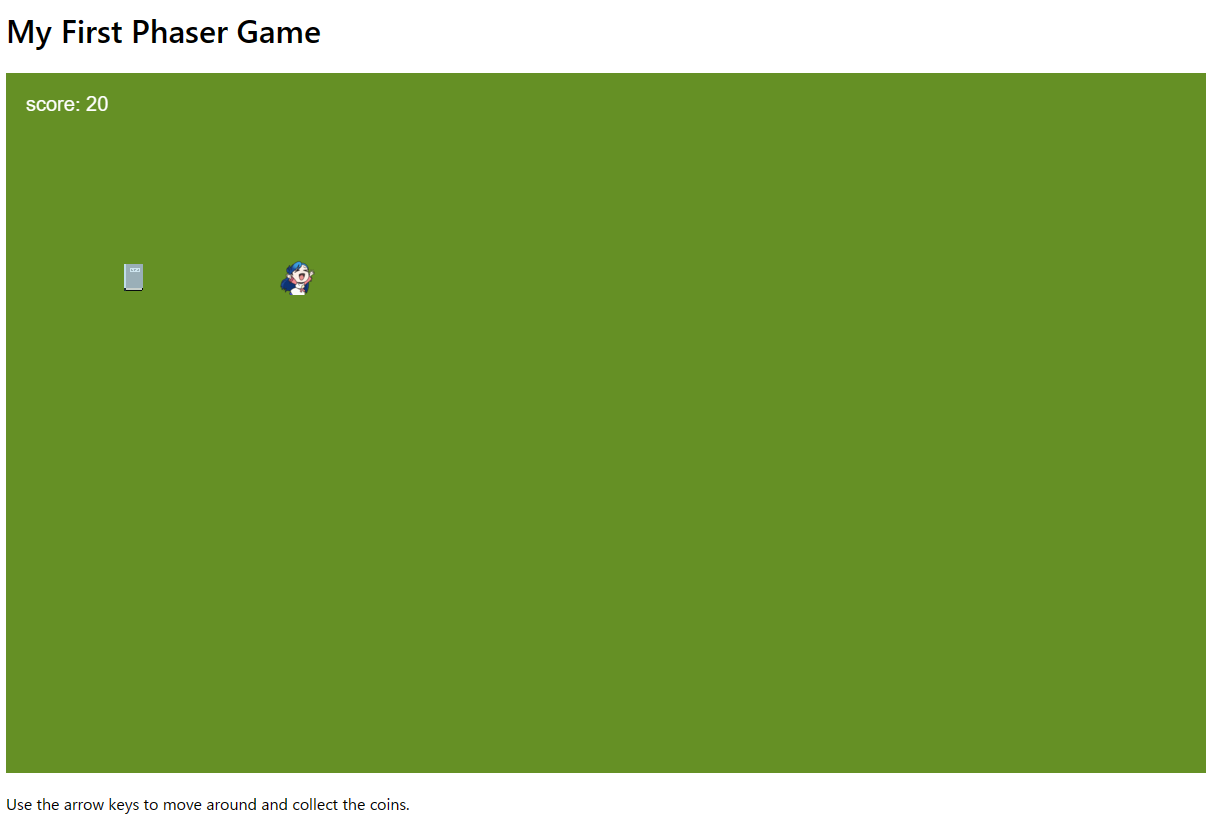 My First Phaser Game
score: 20
Use the arrow keys to move around and collect the coins.